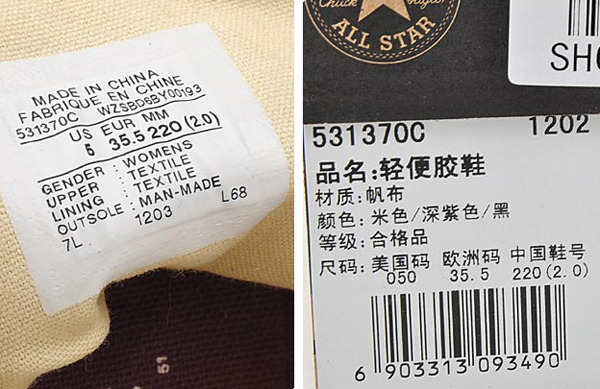 MADE IN CHINA
FABRIQUE EN CHINE
531370C WZSBD6BY00193
US EUR MM
5 35.5 220 (2.0)
GENDER : WOMENS
UPPER : TEXTILE
LINING : TEXTILE
OUTSOLE : MAN-MADE
7L 1203 L68
51
Chuck Taylor
ALL STAR
SHO
531370C 1202
品名:轻便胶鞋
材质:帆布
颜色:米色/深紫色/黑
等级:合格品
尺码:美国码 欧洲码 中国鞋号
050 35.5 220(2.0)
6 903313 093490